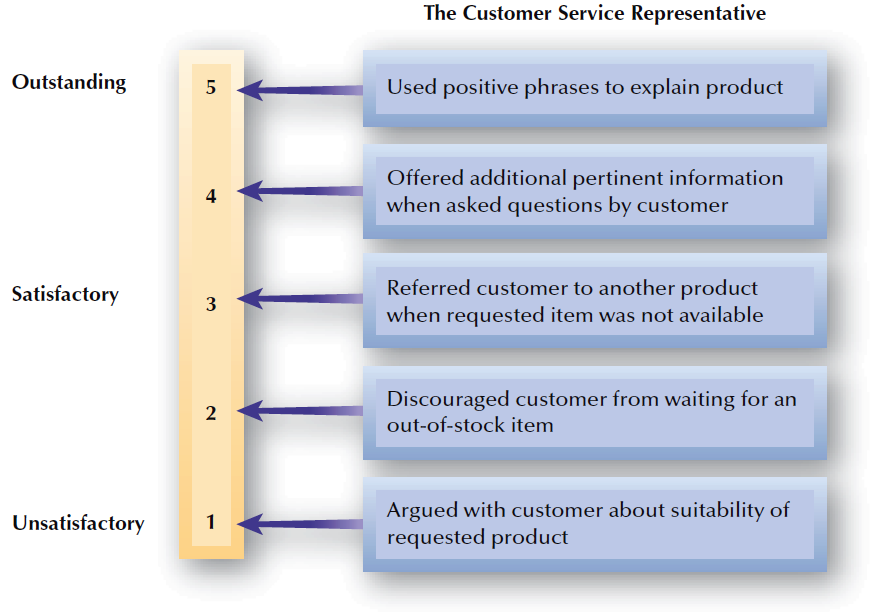 The Customer Service Representative
Outstanding
5
Used positive phrases to explain product
4
Offered additional pertinent information
when asked questions by customer
Satisfactory
3
Referred customer to another product
when requested item was not available
2
Discouraged customer from waiting for an
out-of-stock item
Unsatisfactory
1
Argued with customer about suitability of
requested product